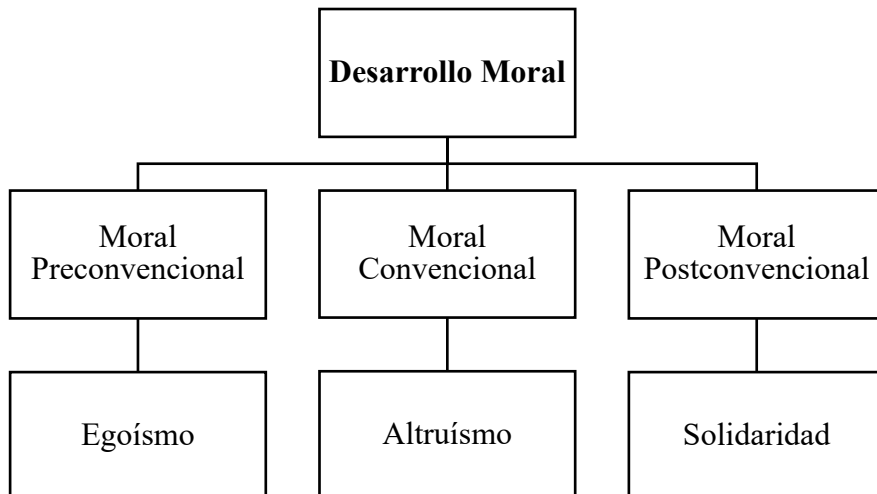 Desarrollo Moral
Moral
Preconvencional
Moral
Convencional
Moral
Postconvencional
Egoísmo
Altruísmo
Solidaridad